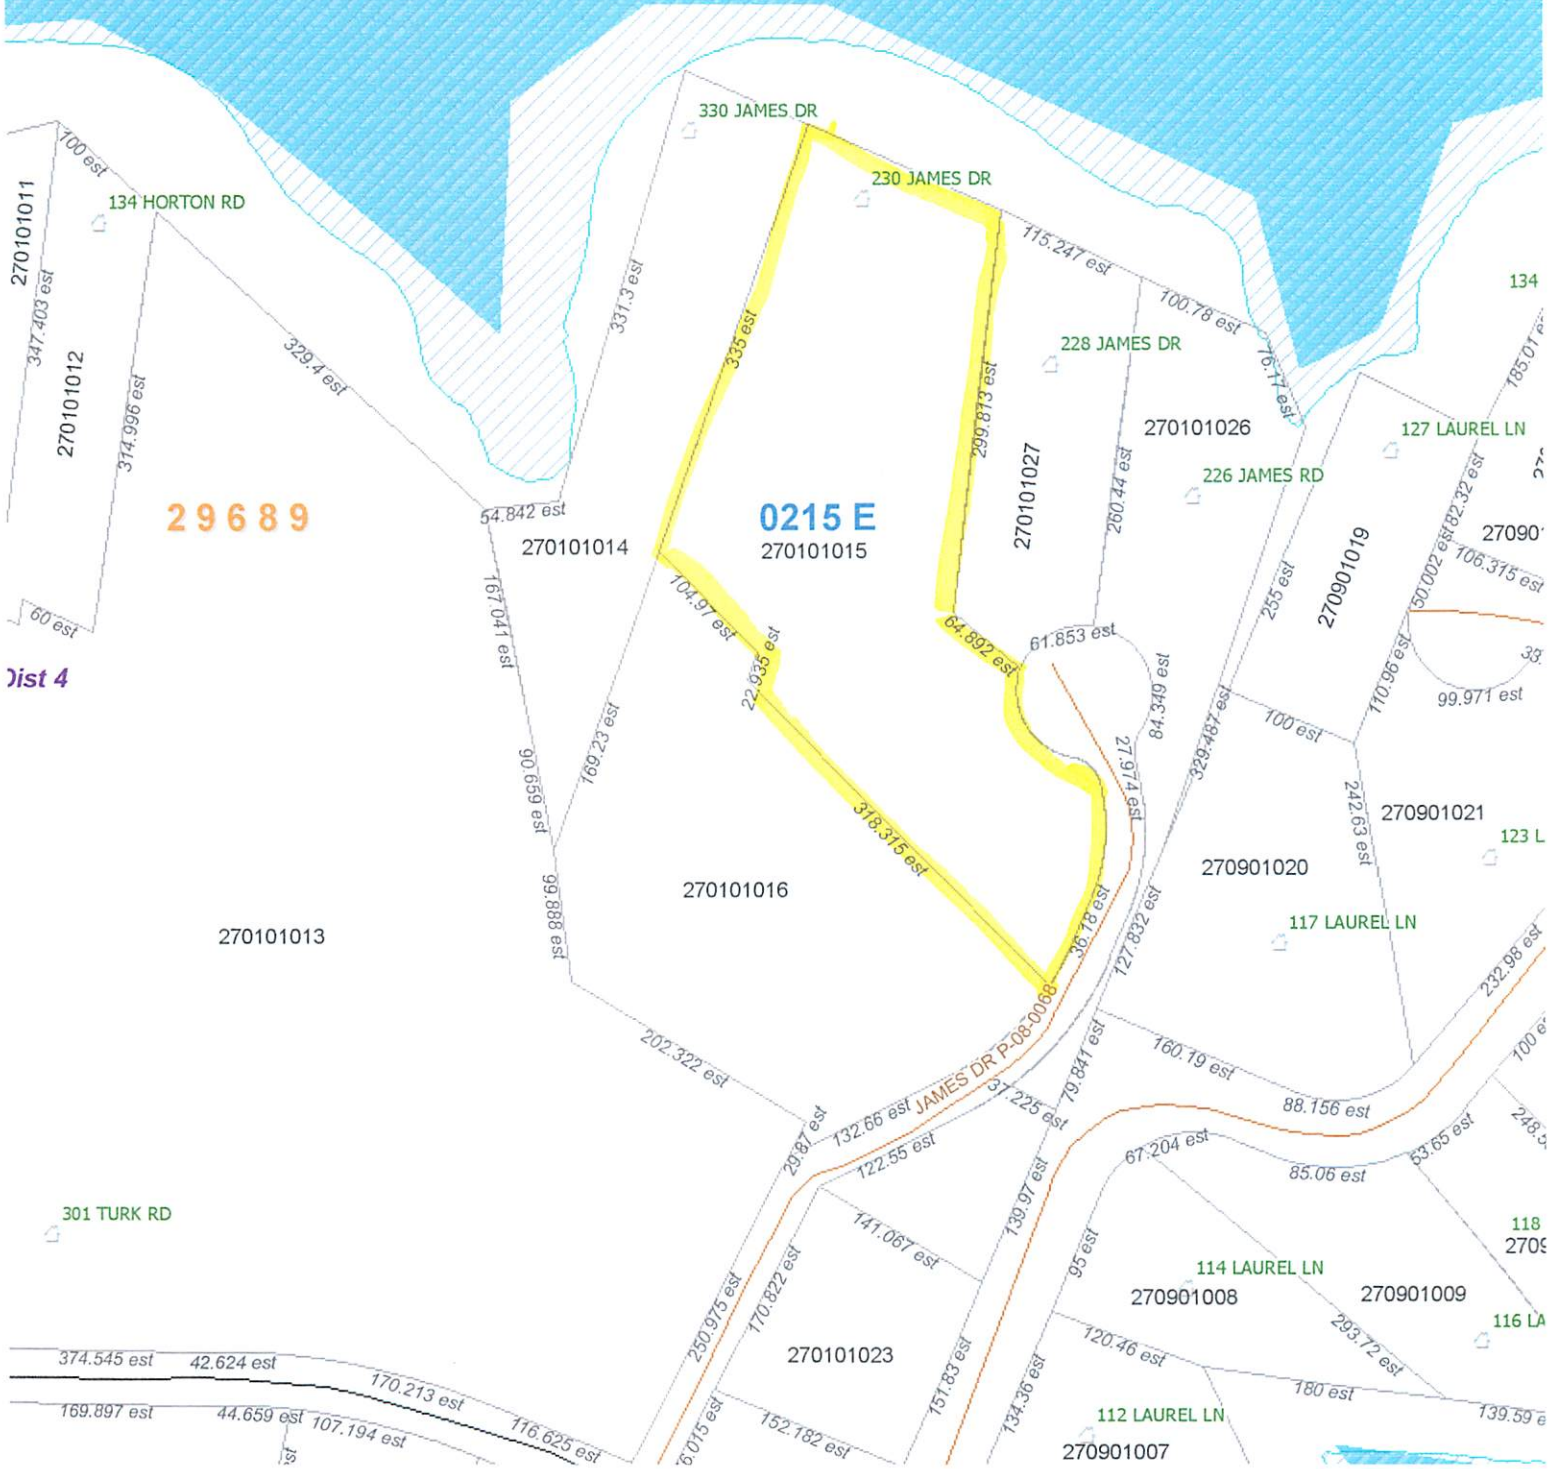 330 JAMES DR
100 est
230 JAMES DR
134 HORTON RD
270101011
115.247 est
134
347.403 est
331.3 est
100.78 est
185.01
329.4 est
335 est
228 JAMES DR
76.17 est
270101012
314.996 est
299.813 est
270101026
127 LAUREL LN
270101027
260.44 est
226 JAMES RD
82.32 est
29689
54.842 est
0215 E
270101014
270101015
270901019
27090
106.315 est
50.002 est
255 est
104.97 est
60 est
167.041 est
64.892 est
61.853 est
22.935 est
Dist 4
110.96 est
99.971 est
84.349 est
169.23 est
329.487 est
100 est
27.974 est
90.659 est
318.315 est
242.63 est
270901021
123 L
270101016
270901020
99.888 est
36.18 est
127.832 est
117 LAUREL LN
270101013
232.98 est
JAMES DR P-08-0068
202.322 est
79.841 est
160.19 est
100
37.225 est
88.156 est
132.66 est
29.87 est
122.55 est
67.204 est
53.65 est
248.5
85.06 est
139.97 est
301 TURK RD
141.067 est
118
2709
95 est
170.822 est
114 LAUREL LN
270901008
270901009
116 LA
250.975 est
293.72 est
120.46 est
270101023
374.545 est
42.624 est
170.213 est
151.83 est
180 est
134.36 est
169.897 est
44.659 est
107.194 est
116.625 est
6.015 est
152.182 est
112 LAUREL LN
139.59
270901007
est